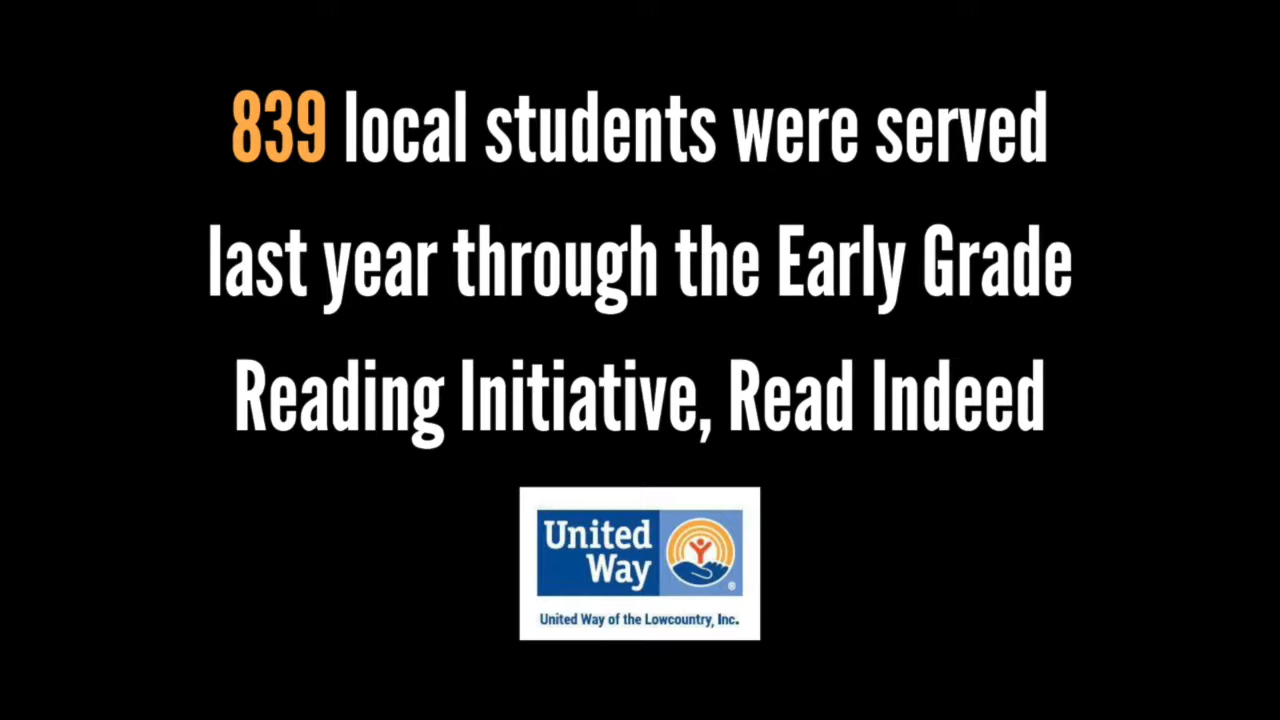 839 local students were served
last year through the Early Grade
Reading Initiative, Read Indeed
United
Way
®
United Way of the Lowcountry, Inc.